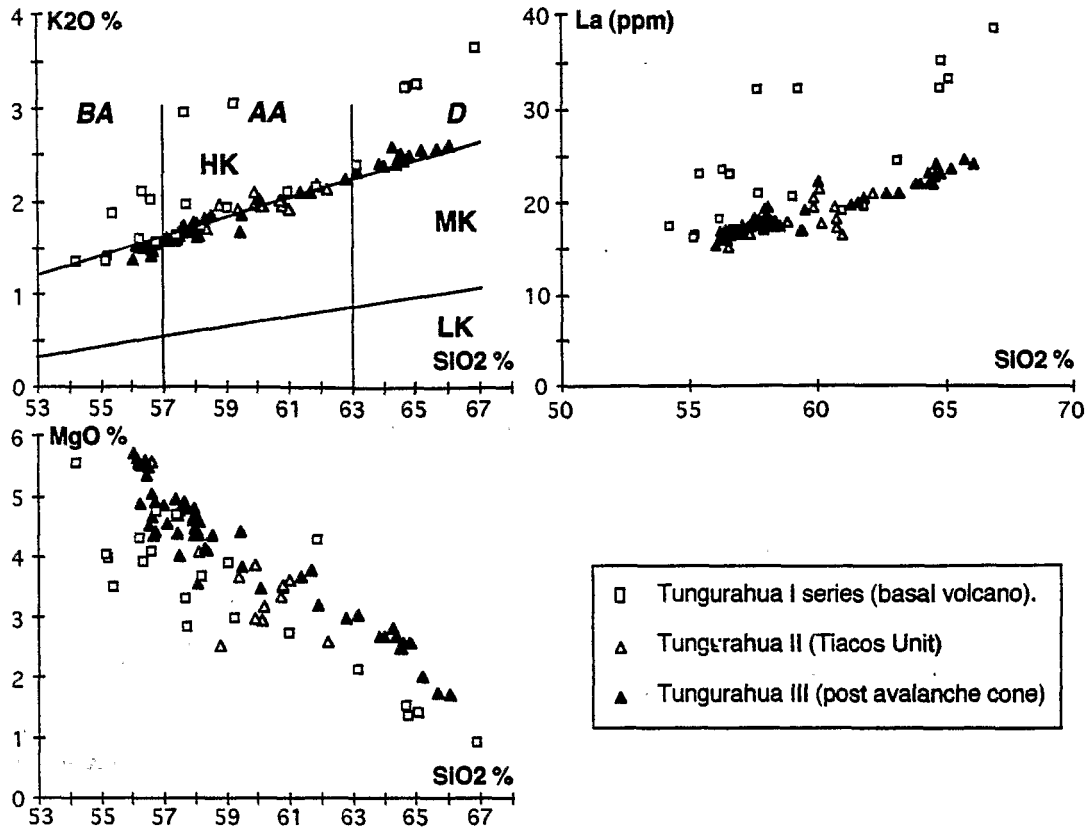 4
K2O %
3
2
1
0
BA
AA
D
HK
MK
LK
SIO2 %
53 55 57 59 61 63 65 67
40
La (ppm)
30
20
10
0
SIO2 %
50 55 60 65 70
6
MgO %
5
4
3
2
1
0
SIO2 %
53 55 57 59 61 63 65 67
Tungurahua I series (basal volcano).
Tungurahua II (Tiacos Unit)
Tungurahua III (post avalanche cone)